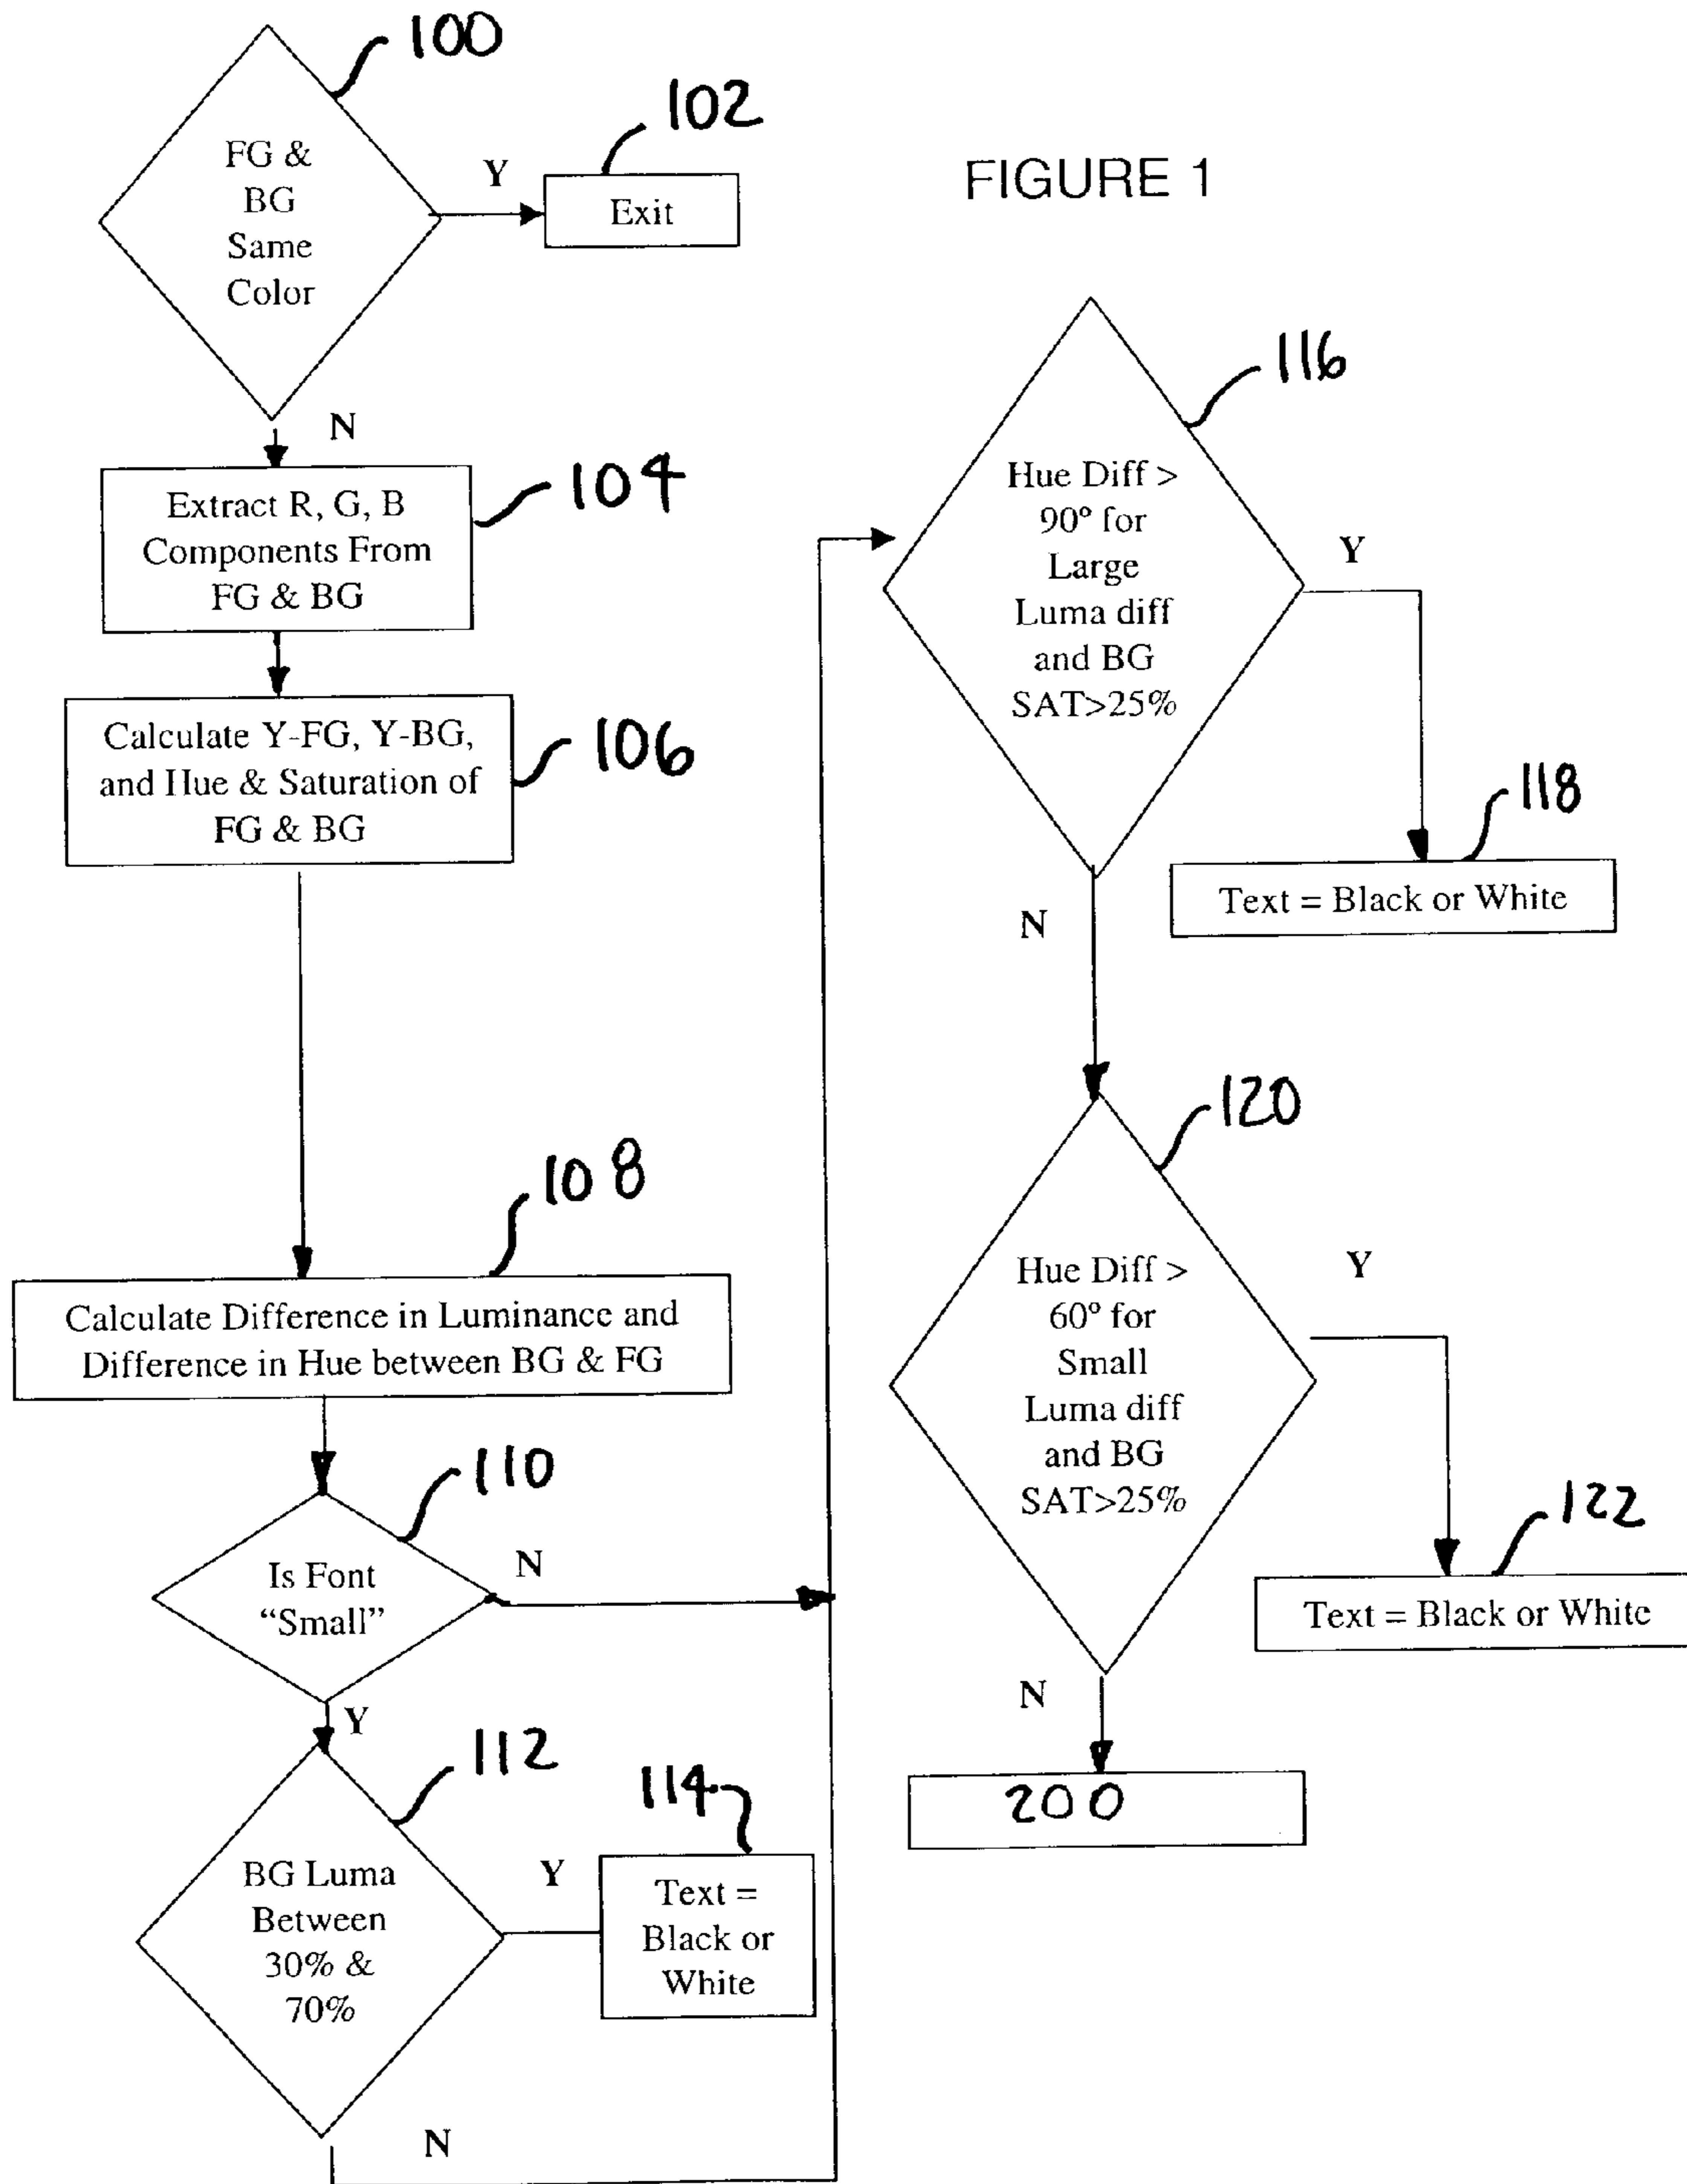 100
FG &
BG
Same
Color
Y
102
Exit
FIGURE 1
N
Extract R, G, B
Components From
FG & BG
104
Calculate Y-FG, Y-BG,
and Hue & Saturation of
FG & BG
106
108
Calculate Difference in Luminance and
Difference in Hue between BG & FG
110
Is Font
“Small”
N
Y
112
BG Luma
Between
30% &
70%
Y
114
Text =
Black or
White
N
116
Hue Diff >
90° for
Large
Luma diff
and BG
SAT>25%
Y
118
Text = Black or White
N
120
Hue Diff >
60° for
Small
Luma diff
and BG
SAT>25%
Y
122
Text = Black or White
N
200